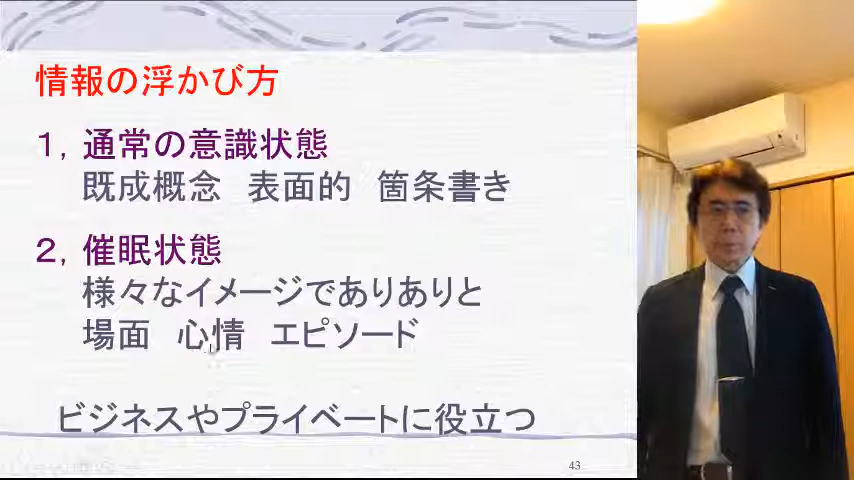 情報の浮かび方
１，通常の意識状態
既成概念　表面的　箇条書き
２，催眠状態
様々なイメージでありありと
場面　心情　エピソード
ビジネスやプライベートに役立つ
43